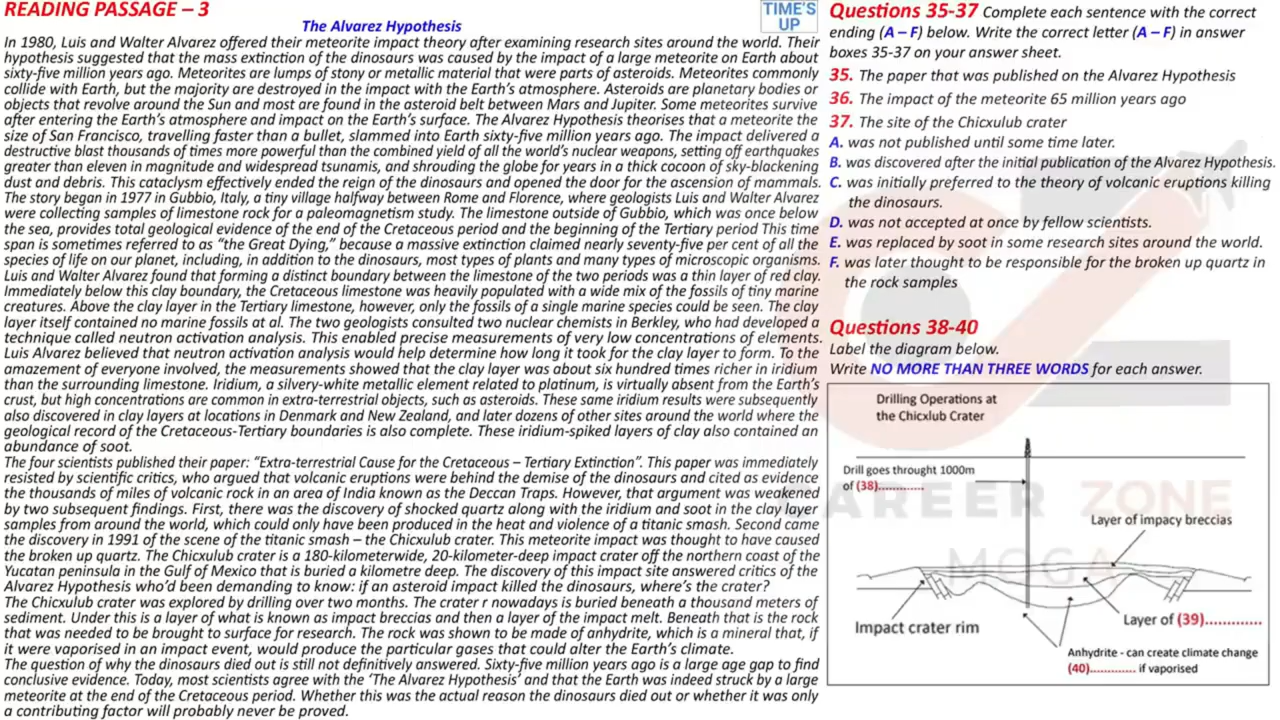 READING PASSAGE – 3
The Alvarez Hypothesis
TIME'S
UP
In 1980, Luis and Walter Alvarez offered their meteorite impact theory after examining research sites around the world. Their
hypothesis suggested that the mass extinction of the dinosaurs was caused by the impact of a large meteorite on Earth about
sixty-five million years ago. Meteorites are lumps of stony or metallic material that were parts of asteroids. Meteorites commonly
collide with Earth, but the majority are destroyed in the impact with the Earth's atmosphere. Asteroids are planetary bodies or
objects that revolve around the Sun and most are found in the asteroid belt between Mars and Jupiter. Some meteorites survive
after entering the Earth's atmosphere and impact on the Earth's surface. The Alvarez Hypothesis theorises that a meteorite the
size of San Francisco, travelling faster than a bullet, slammed into Earth sixty-five million years ago. The impact delivered a
destructive blast thousands of times more powerful than the combined yield of all the world's nuclear weapons, setting off earthquakes
greater than eleven in magnitude and widespread tsunamis, and shrouding the globe for years in a thick cocoon of sky-blackening
dust and debris. This cataclysm effectively ended the reign of the dinosaurs and opened the door for the ascension of mammals.
The story began in 1977 in Gubbio, Italy, a tiny village halfway between Rome and Florence, where geologists Luis and Walter Alvarez
were collecting samples of limestone rock for a paleomagnetism study. The limestone outside of Gubbio, which was once below
the sea, provides total geological evidence of the end of the Cretaceous period and the beginning of the Tertiary period This time
span is sometimes referred to as "the Great Dying," because a massive extinction claimed nearly seventy-five per cent of all the
species of life on our planet, including, in addition to the dinosaurs, most types of plants and many types of microscopic organisms.
Luis and Walter Alvarez found that forming a distinct boundary between the limestone of the two periods was a thin layer of red clay.
Immediately below this clay boundary, the Cretaceous limestone was heavily populated with a wide mix of the fossils of tiny marine
creatures. Above the clay layer in the Tertiary limestone, however, only the fossils of a single marine species could be seen. The clay
layer itself contained no marine fossils at al. The two geologists consulted two nuclear chemists in Berkley, who had developed a
technique called neutron activation analysis. This enabled precise measurements of very low concentrations of elements.
Luis Alvarez believed that neutron activation analysis would help determine how long it took for the clay layer to form. To the
amazement of everyone involved, the measurements showed that the clay layer was about six hundred times richer in iridium
than the surrounding limestone. Iridium, a silvery-white metallic element related to platinum, is virtually absent from the Earth's
crust, but high concentrations are common in extra-terrestrial objects, such as asteroids. These same iridium results were subsequently
also discovered in clay layers at locations in Denmark and New Zealand, and later dozens of other sites around the world where the
geological record of the Cretaceous-Tertiary boundaries is also complete. These iridium-spiked layers of clay also contained an
abundance of soot.
The four scientists published their paper: "Extra-terrestrial Cause for the Cretaceous – Tertiary Extinction". This paper was immediately
resisted by scientific critics, who argued that volcanic eruptions were behind the demise of the dinosaurs and cited as evidence
the thousands of miles of volcanic rock in an area of India known as the Deccan Traps. However, that argument was weakened
by two subsequent findings. First, there was the discovery of shocked quartz along with the iridium and soot in the clay layer
samples from around the world, which could only have been produced in the heat and violence of a titanic smash. Second came
the discovery in 1991 of the scene of the titanic smash – the Chicxulub crater. This meteorite impact was thought to have caused
the broken up quartz. The Chicxulub crater is a 180-kilometerwide, 20-kilometer-deep impact crater off the northern coast of the
Yucatan peninsula in the Gulf of Mexico that is buried a kilometre deep. The discovery of this impact site answered critics of the
Alvarez Hypothesis who'd been demanding to know: if an asteroid impact killed the dinosaurs, where's the crater?
The Chicxulub crater was explored by drilling over two months. The crater r nowadays is buried beneath a thousand meters of
sediment. Under this is a layer of what is known as impact breccias and then a layer of the impact melt. Beneath that is the rock
that was needed to be brought to surface for research. The rock was shown to be made of anhydrite, which is a mineral that, if
it were vaporised in an impact event, would produce the particular gases that could alter the Earth's climate.
The question of why the dinosaurs died out is still not definitively answered. Sixty-five million years ago is a large age gap to find
conclusive evidence. Today, most scientists agree with the 'The Alvarez Hypothesis' and that the Earth was indeed struck by a large
meteorite at the end of the Cretaceous period. Whether this was the actual reason the dinosaurs died out or whether it was only
a contributing factor will probably never be proved.
Questions 35-37 Complete each sentence with the correct
ending (A – F) below. Write the correct letter (A – F) in answer
boxes 35-37 on your answer sheet.
35. The paper that was published on the Alvarez Hypothesis
36. The impact of the meteorite 65 million years ago
37. The site of the Chicxulub crater
A. was not published until some time later.
B. was discovered after the initial publication of the Alvarez Hypothesis.
C. was initially preferred to the theory of volcanic eruptions killing
the dinosaurs.
D. was not accepted at once by fellow scientists.
E. was replaced by soot in some research sites around the world.
F. was later thought to be responsible for the broken up quartz in
the rock samples
Questions 38-40
Label the diagram below.
Write NO MORE THAN THREE WORDS for each answer.
Drilling Operations at
the Chicxulub Crater
Drill goes throught 1000m
of (38).............
Layer of impacy breccias
Impact crater rim
Layer of (39).............
Anhydrite - can create climate change
(40)............. if vaporised
CAREER ZONE
MOGA